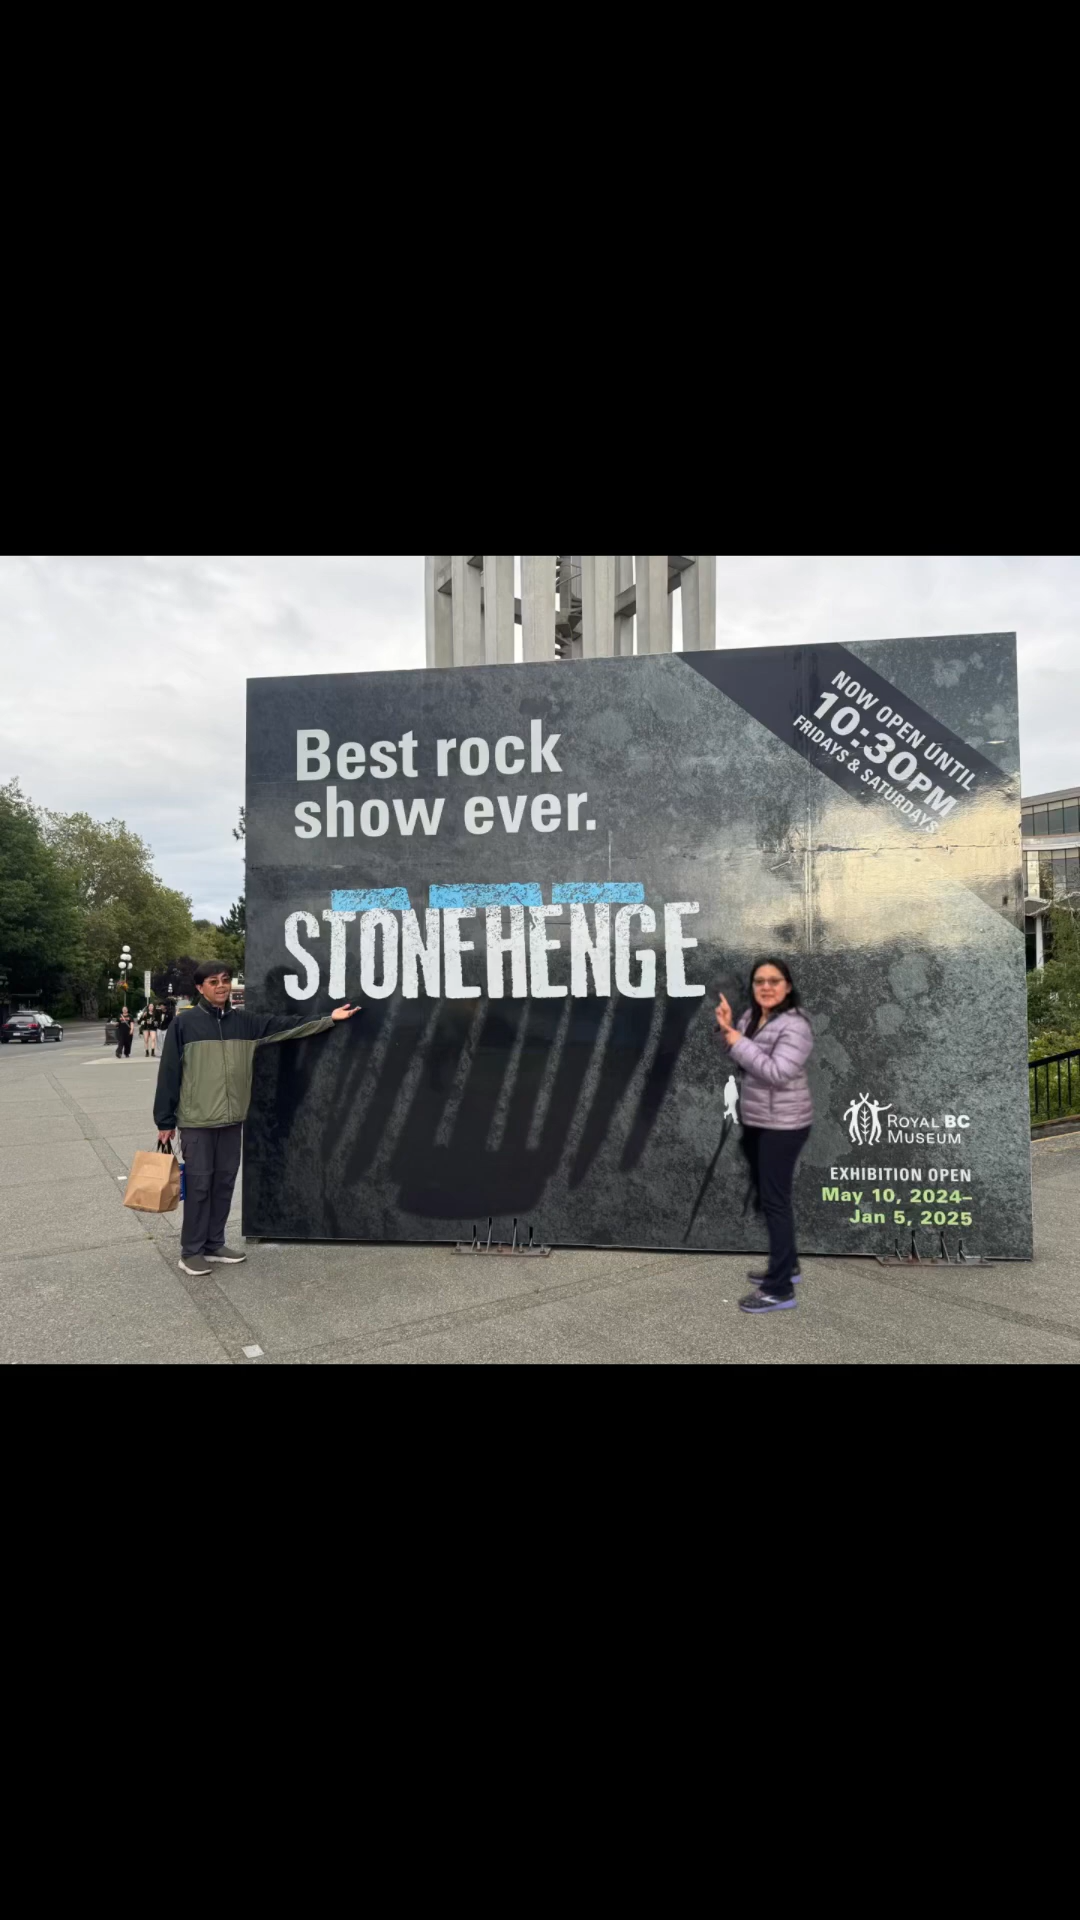 Best rock
show ever.
STONEHENGE
NOW OPEN UNTIL
10:30PM
FRIDAYS & SATURDAYS
ROYAL BC
MUSEUM
EXHIBITION OPEN
May 10, 2024–
Jan 5, 2025